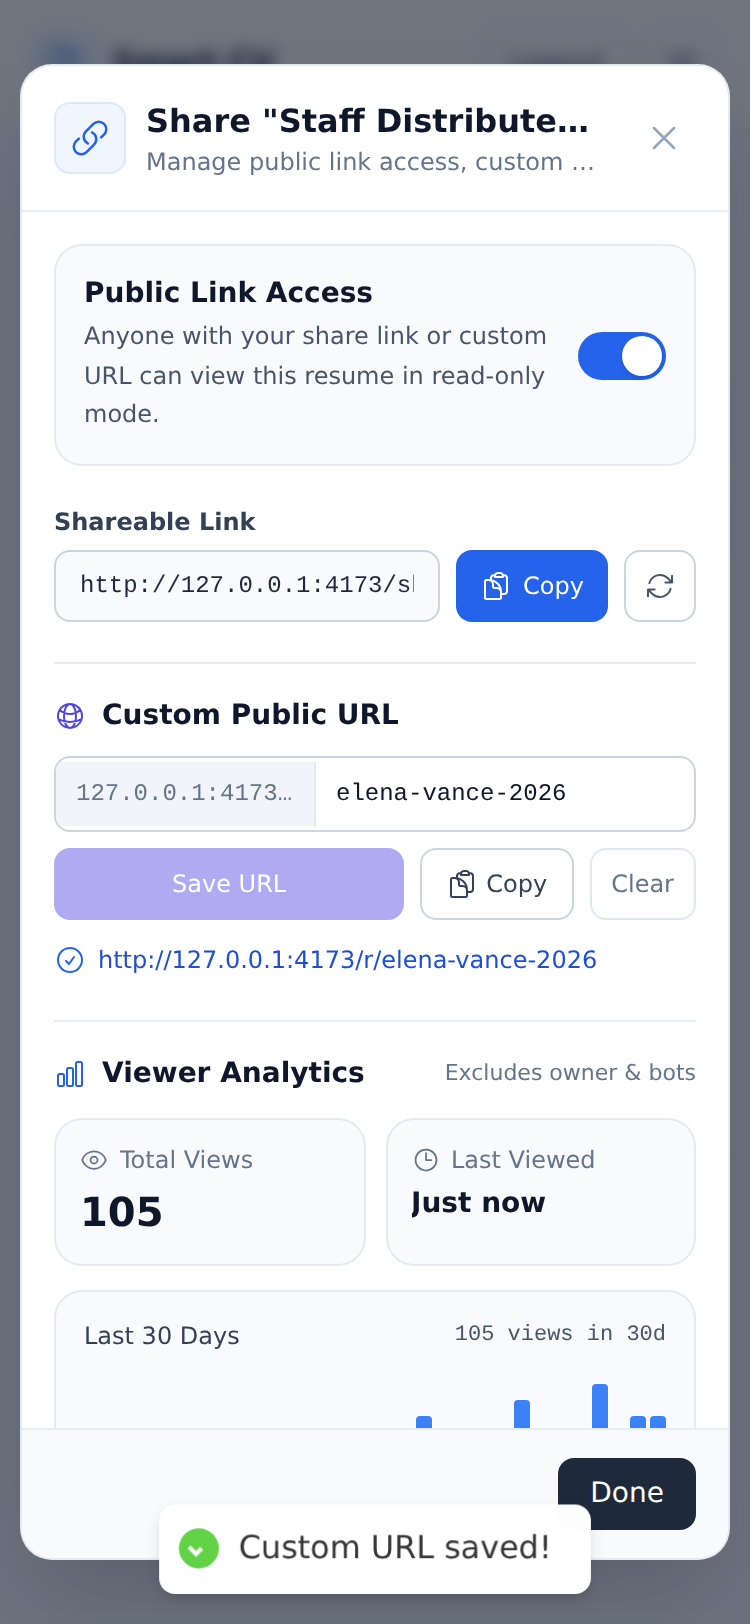 Share "Staff Distribute...
Manage public link access, custom ...
Public Link Access
Anyone with your share link or custom
URL can view this resume in read-only
mode.
Shareable Link
http://127.0.0.1:4173/s
Copy
Custom Public URL
127.0.0.1:4173...
elena-vance-2026
Save URL
Copy
Clear
http://127.0.0.1:4173/r/elena-vance-2026
Viewer Analytics
Excludes owner & bots
Total Views
105
Last Viewed
Just now
Last 30 Days
105 views in 30d
Done
Custom URL saved!